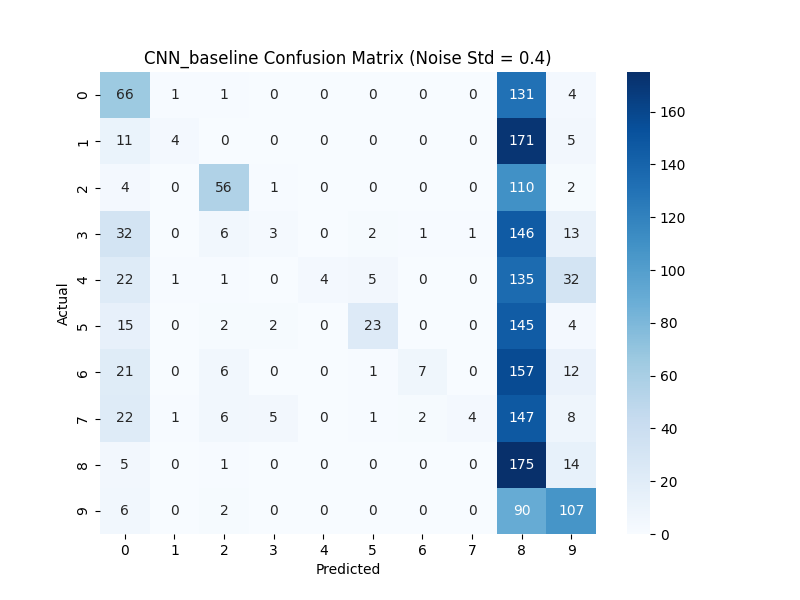 CNN_baseline Confusion Matrix (Noise Std = 0.4)
0 66 1 1 0 0 0 0 0 131 4
1 11 4 0 0 0 0 0 0 171 5
2 4 0 56 1 0 0 0 0 110 2
3 32 0 6 3 0 2 1 1 146 13
4 22 1 1 0 4 5 0 0 135 32
5 15 0 2 2 0 23 0 0 145 4
6 21 0 6 0 0 1 7 0 157 12
7 22 1 6 5 0 1 2 4 147 8
8 5 0 1 0 0 0 0 0 175 14
9 6 0 2 0 0 0 0 0 90 107
0 1 2 3 4 5 6 7 8 9
Predicted
Actual
160
140
120
100
80
60
40
20
0